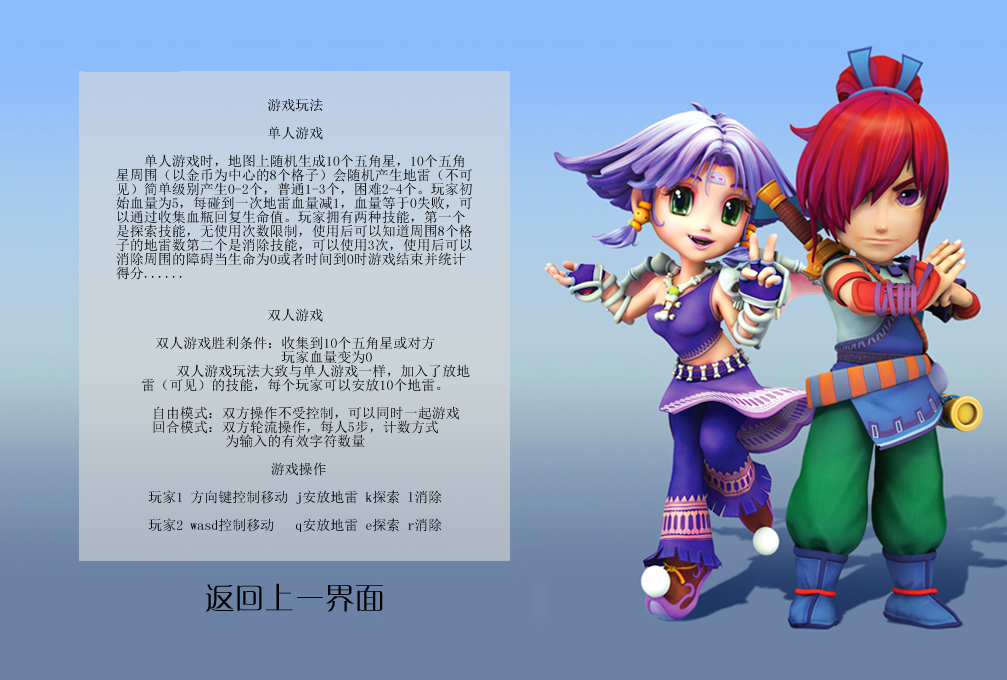 游戏玩法
单人游戏
单人游戏时，地图上随机生成10个五角星，10个五角
星周围（以金币为中心的8个格子）会随机产生地雷（不可
见）简单级别产生0-2个，普通1-3个，困难2-4个。玩家初
始血量为5，每碰到一次地雷血量减1，血量等于0失败，可
以通过收集血瓶回复生命值。玩家拥有两种技能，第一个
是探索技能，无使用次数限制，使用后可以知道周围8个格
子的地雷数第二个是消除技能，可以使用3次，使用后可以
消除周围的障碍当生命为0或者时间到0时游戏结束并统计
得分......
双人游戏
双人游戏胜利条件：收集到10个五角星或对方
玩家血量变为0
双人游戏玩法大致与单人游戏一样，加入了放地
雷（可见）的技能，每个玩家可以安放10个地雷。
自由模式：双方操作不受控制，可以同时一起游戏
回合模式：双方轮流操作，每人5步，计数方式
为输入的有效字符数量
游戏操作
玩家1 方向键控制移动 j安放地雷 k探索 l消除
玩家2 wasd控制移动 q安放地雷 e探索 r消除
返回上一界面